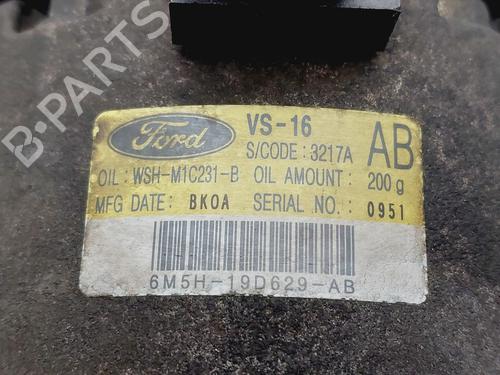 B-PARTS
Ford
VS-16
S/CODE : 3217A
AB
OIL : WSH-M1C231-B OIL AMOUNT : 200 g
MFG DATE : BKOA SERIAL NO. : 0951
6M5H-19D629-AB